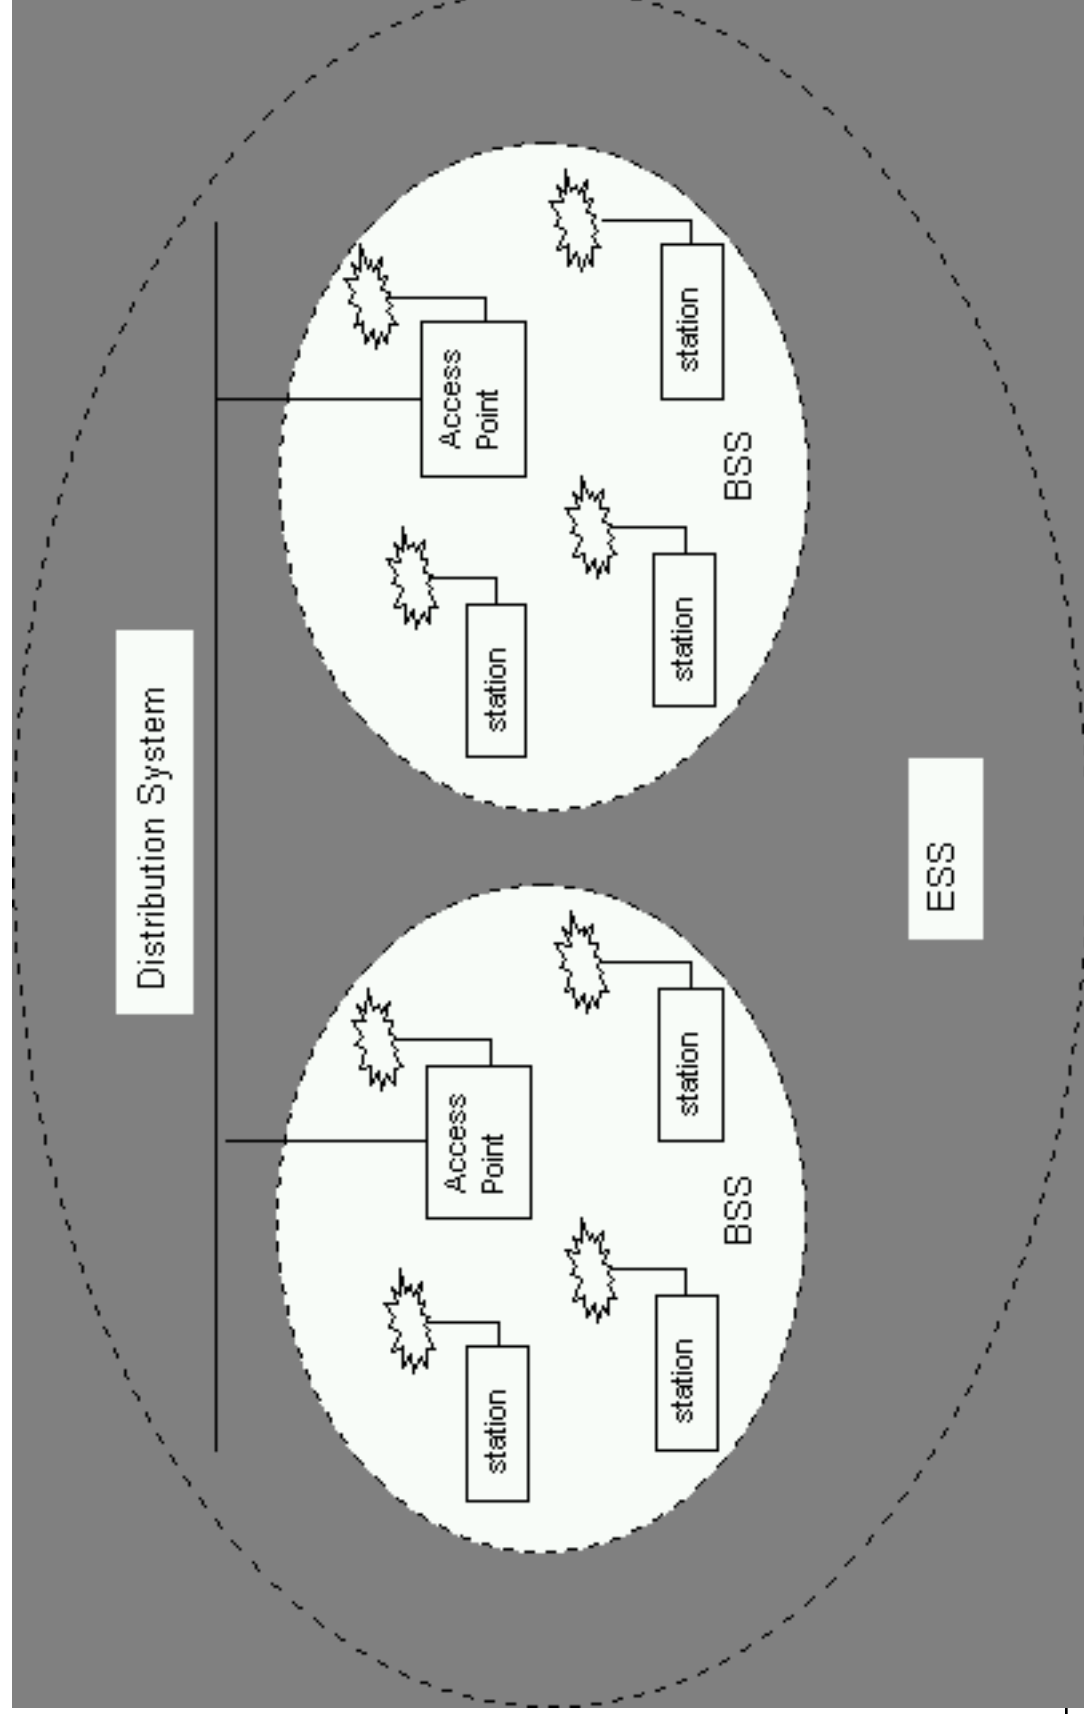 Distribution System
Access
Point
Access
Point
station
station
station
station
station
station
BSS
BSS
ESS